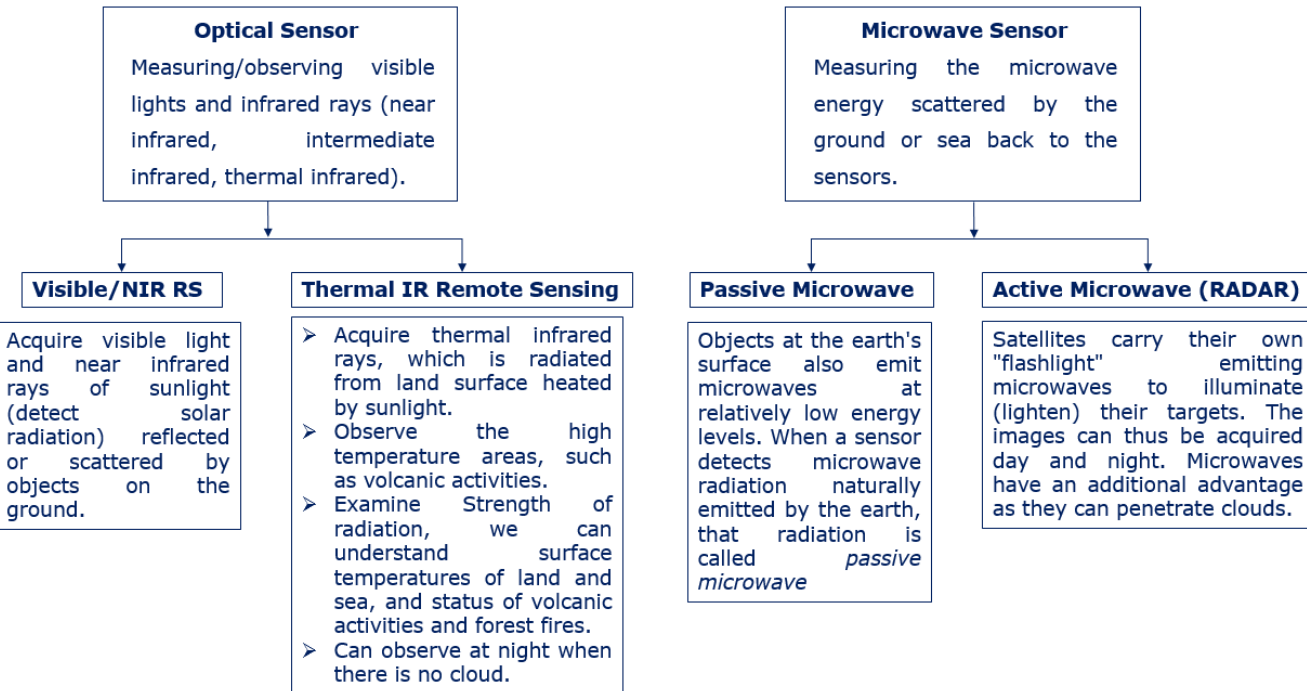 Optical Sensor
Measuring/observing visible
lights and infrared rays (near
infrared, intermediate
infrared, thermal infrared).
Microwave Sensor
Measuring the microwave
energy scattered by the
ground or sea back to the
sensors.
Visible/NIR RS
Acquire visible light
and near infrared
rays of sunlight
(detect solar
radiation) reflected
or scattered by
objects on the
ground.
Thermal IR Remote Sensing
➢ Acquire thermal infrared
rays, which is radiated
from land surface heated
by sunlight.
➢ Observe the high
temperature areas, such
as volcanic activities.
➢ Examine Strength of
radiation, we can
understand surface
temperatures of land and
sea, and status of volcanic
activities and forest fires.
➢ Can observe at night when
there is no cloud.
Passive Microwave
Objects at the earth's
surface also emit
microwaves at
relatively low energy
levels. When a sensor
detects microwave
radiation naturally
emitted by the earth,
that radiation is
called passive
microwave
Active Microwave (RADAR)
Satellites carry their own
"flashlight" emitting
microwaves to illuminate
(lighten) their targets. The
images can thus be acquired
day and night. Microwaves
have an additional advantage
as they can penetrate clouds.